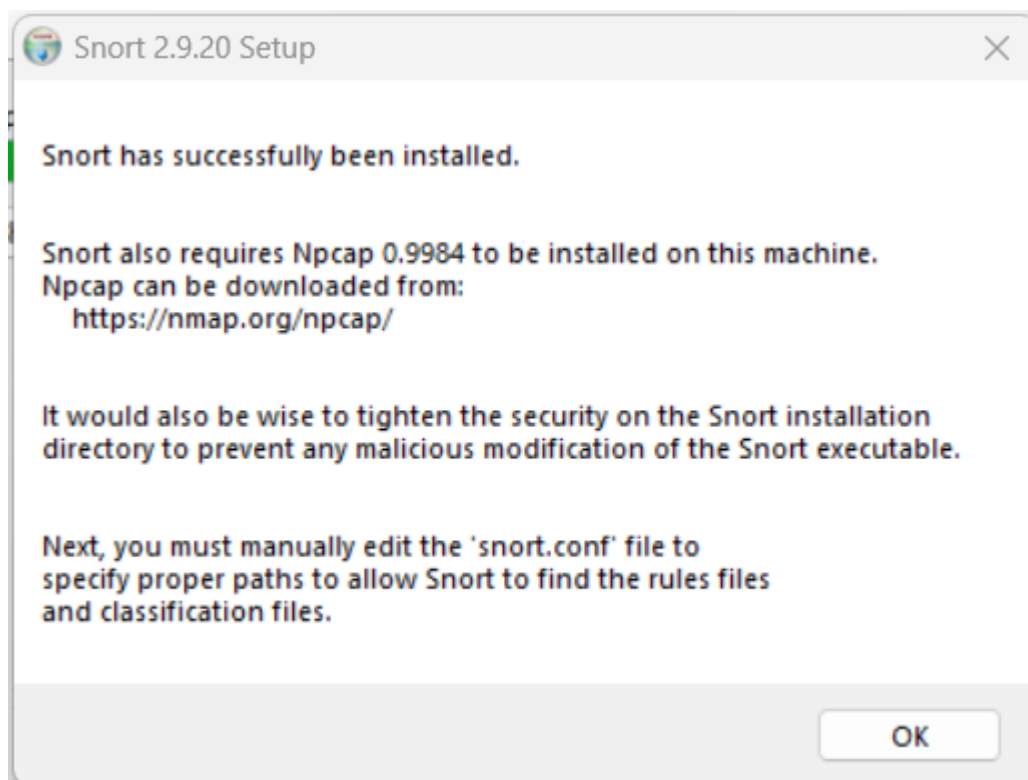 Snort 2.9.20 Setup
Snort has successfully been installed.
Snort also requires Npcap 0.9984 to be installed on this machine.
Npcap can be downloaded from:
https://nmap.org/npcap/
It would also be wise to tighten the security on the Snort installation
directory to prevent any malicious modification of the Snort executable.
Next, you must manually edit the 'snort.conf' file to
specify proper paths to allow Snort to find the rules files
and classification files.
OK